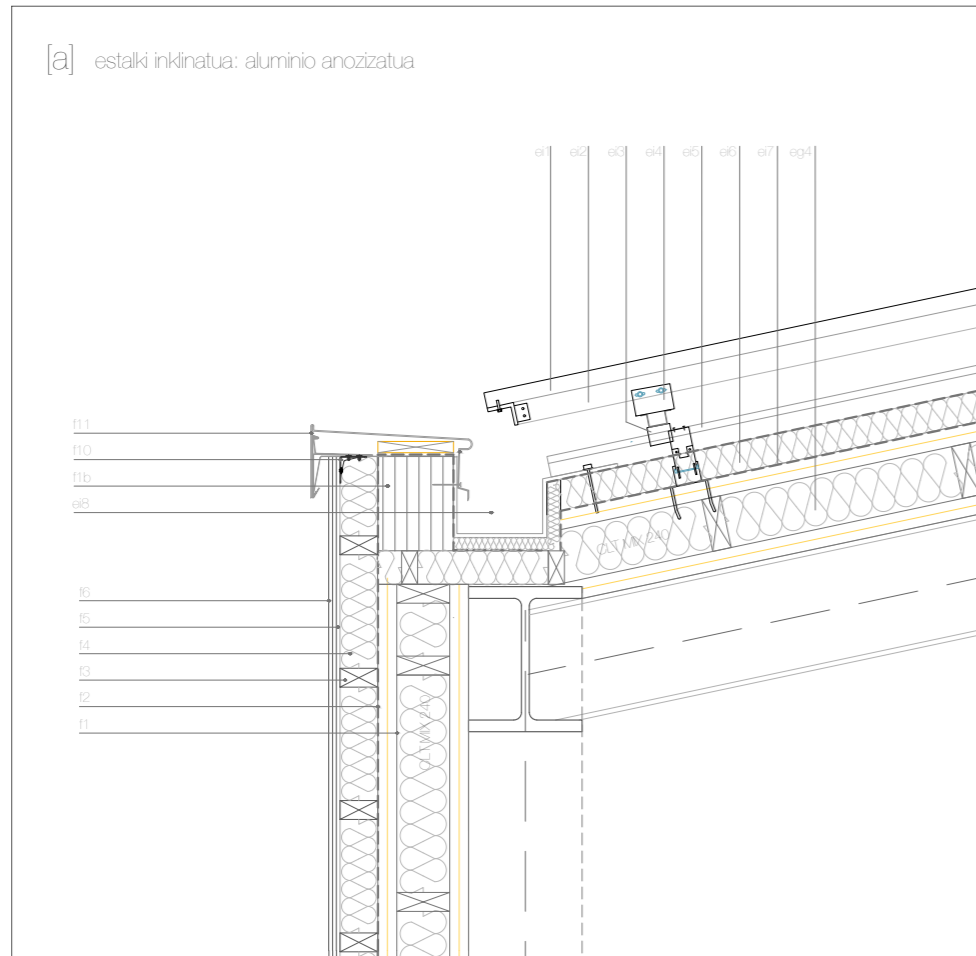 [a] estalki inklinatua: aluminio anozizatua
ei1 ei2 ei3 ei4 ei5 ei6 ei7 eg4
f11
f10
f1b
ei8
CLT MIX 240
f6
f5
f4
f3
f2
f1
CLT MIX 240